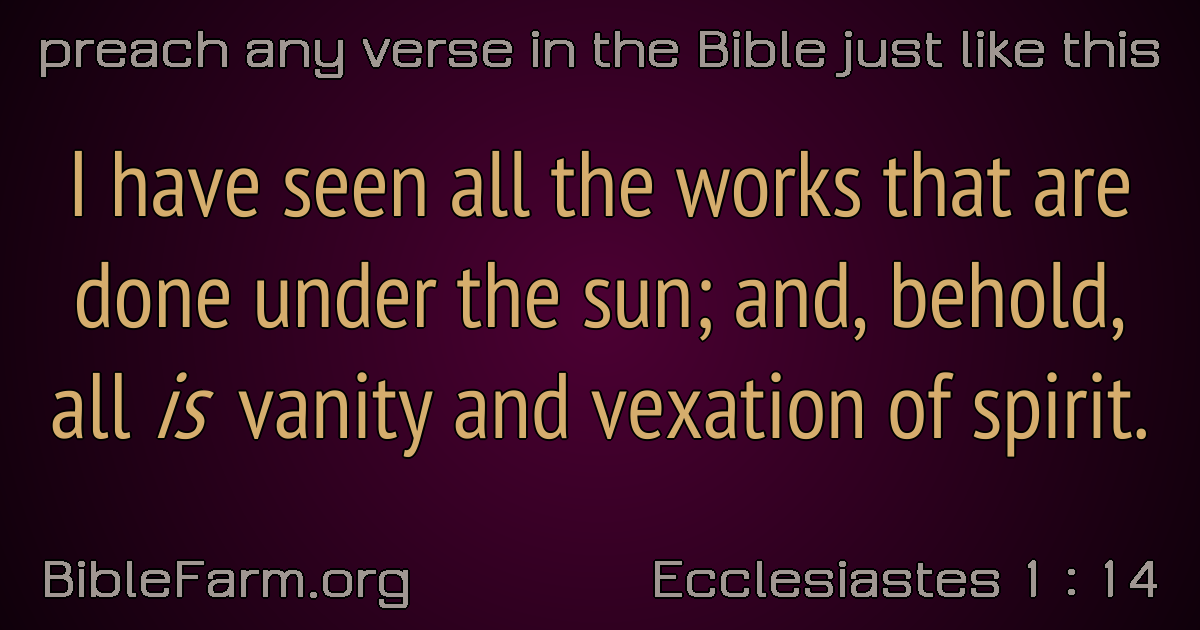 preach any verse in the Bible just like this
I have seen all the works that are
done under the sun; and, behold,
all is vanity and vexation of spirit.
BibleFarm.org
Ecclesiastes 1 : 14